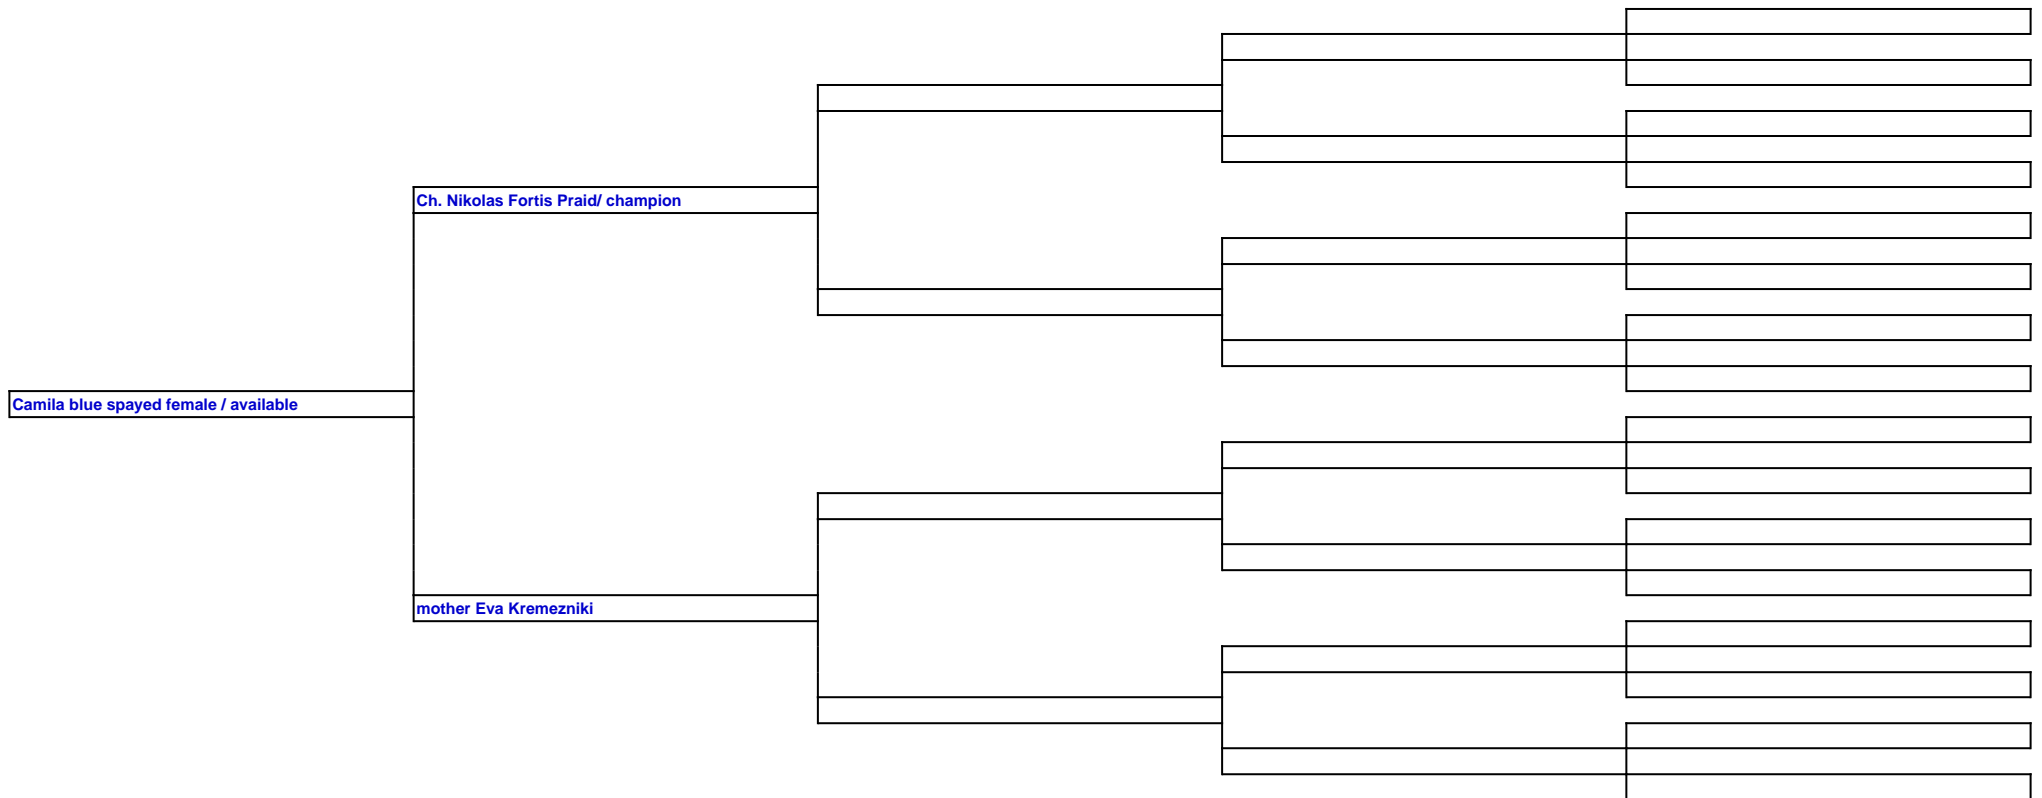 Ch. Nikolas Fortis Praid/ champion
Camila blue spayed female / available
mother Eva Kremezniki